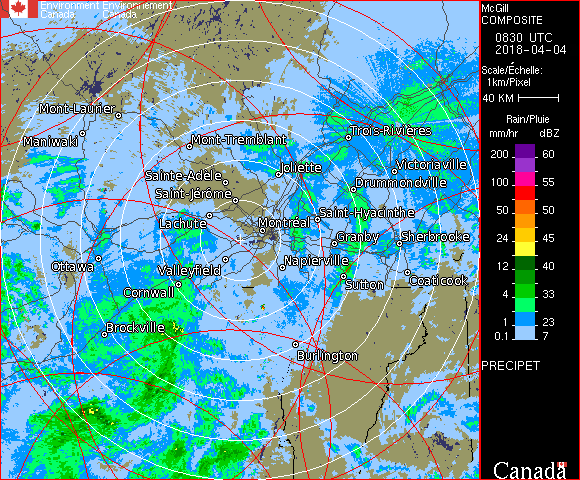 Environment Environnement
Canada Canada
McGill
COMPOSITE
0830 UTC
2018-04-04
Scale/Échelle:
1km/Pixel
40 KM
Rain/Pluie
mm/hr dBZ
200 60
100 55
50 50
24 45
12 40
4 33
1 23
0.1 7
PRECIPET
Canada
Mont-Laurier
Maniwaki
Mont-Tremblant
Trois-Rivières
Joliette
Victoriaville
Sainte-Adèle
Drummondville
Saint-Jérôme
Saint-Hyacinthe
Lachute
Montréal
Granby
Sherbrooke
Ottawa
Valleyfield
Napierville
Coaticook
Sutton
Cornwall
Brockville
Burlington